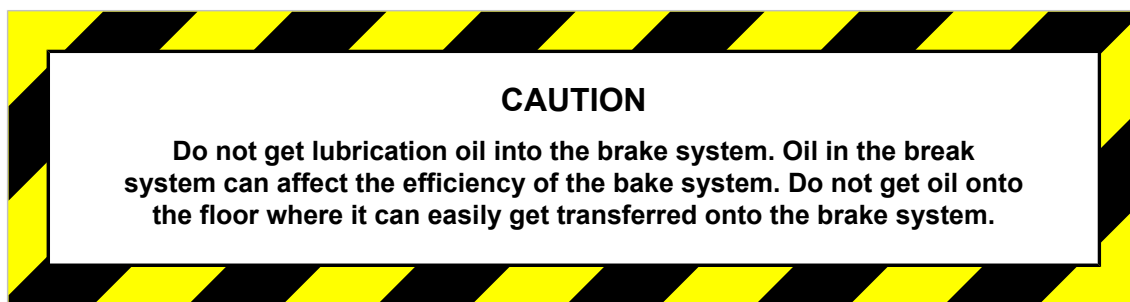 CAUTION
Do not get lubrication oil into the brake system. Oil in the break
system can affect the efficiency of the bake system. Do not get oil onto
the floor where it can easily get transferred onto the brake system.